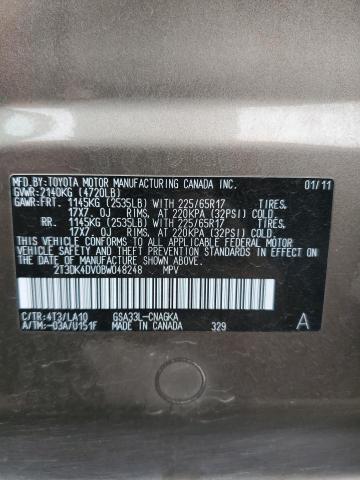 MFD.BY:TOYOTA MOTOR MANUFACTURING CANADA INC. 01/11
GVWR:2140KG (4720LB)
GAWR:FRT. 1145KG (2535LB) WITH 225/65R17 TIRES,
17X7. OJ RIMS, AT 220KPA (32PSI) COLD.
RR. 1145KG (2535LB) WITH 225/65R17 TIRES,
17X7. OJ RIMS, AT 220KPA (32PSI) COLD.
THIS VEHICLE CONFORMS TO ALL APPLICABLE FEDERAL
MOTOR VEHICLE SAFETY STANDARDS IN
EFFECT ON THE DATE OF MANUFACTURE
SHOWN ABOVE.
2T3DK4DV0BW048248 MPV
C/TR:4T3/LA10 GSA33L-CNAGKA
A/TM:-03A/U151F MADE IN CANADA 329 A